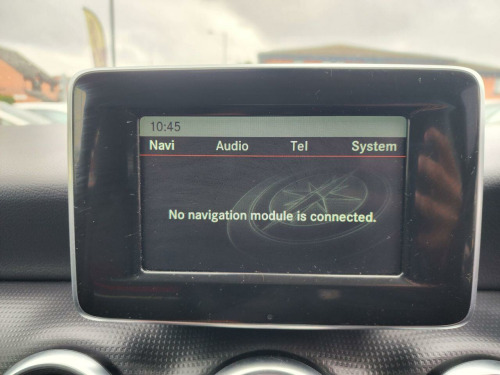 10:45
Navi Audio Tel System
No navigation module is connected.